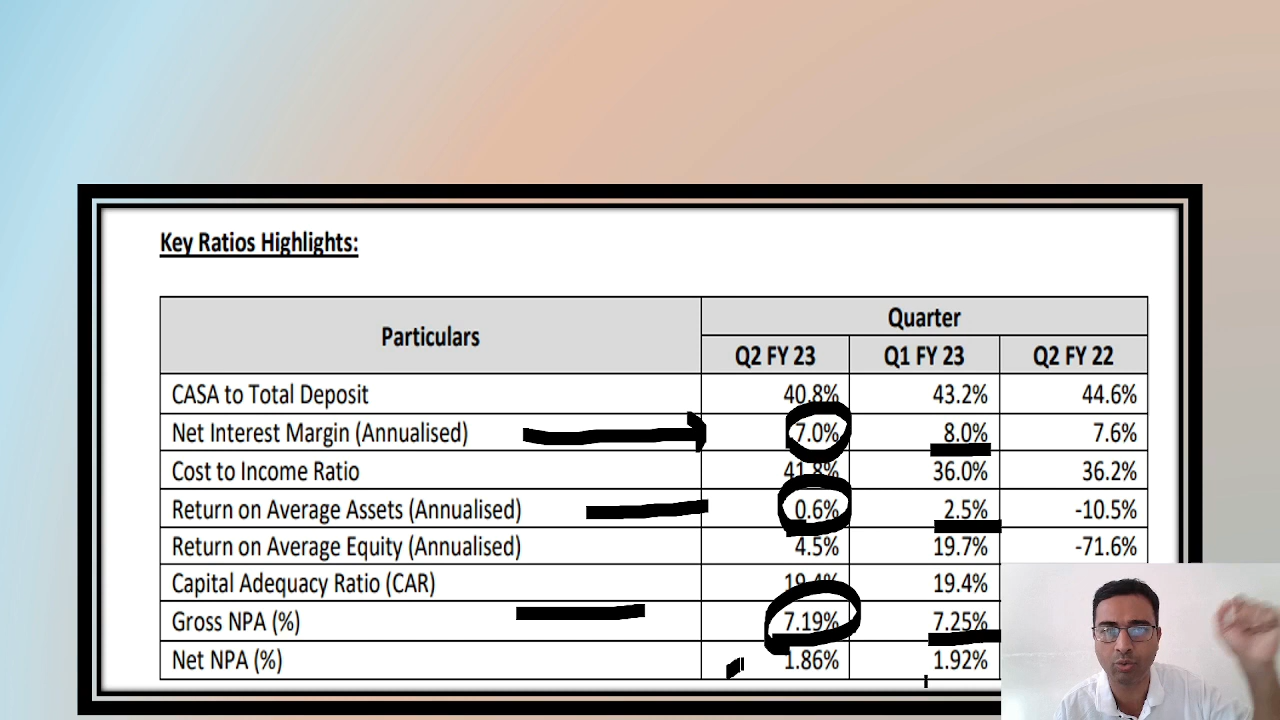 Key Ratios Highlights:
Particulars Quarter
Q2 FY 23 Q1 FY 23 Q2 FY 22
CASA to Total Deposit 40.8% 43.2% 44.6%
Net Interest Margin (Annualised) 7.0% 8.0% 7.6%
Cost to Income Ratio 41.8% 36.0% 36.2%
Return on Average Assets (Annualised) 0.6% 2.5% -10.5%
Return on Average Equity (Annualised) 4.5% 19.7% -71.6%
Capital Adequacy Ratio (CAR) 19.4% 19.4%
Gross NPA (%) 7.19% 7.25%
Net NPA (%) 1.86% 1.92%